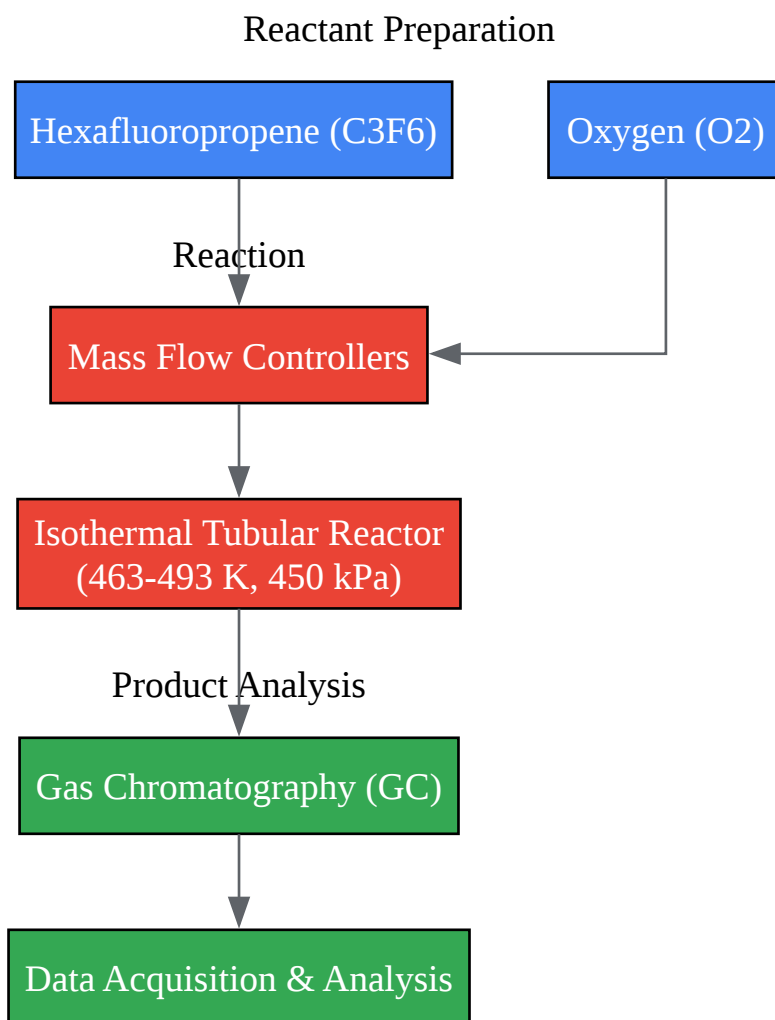 Reactant Preparation
Hexafluoropropene (C3F6)
Oxygen (O2)
Reaction
Mass Flow Controllers
Isothermal Tubular Reactor
(463-493 K, 450 kPa)
Product Analysis
Gas Chromatography (GC)
Data Acquisition & Analysis